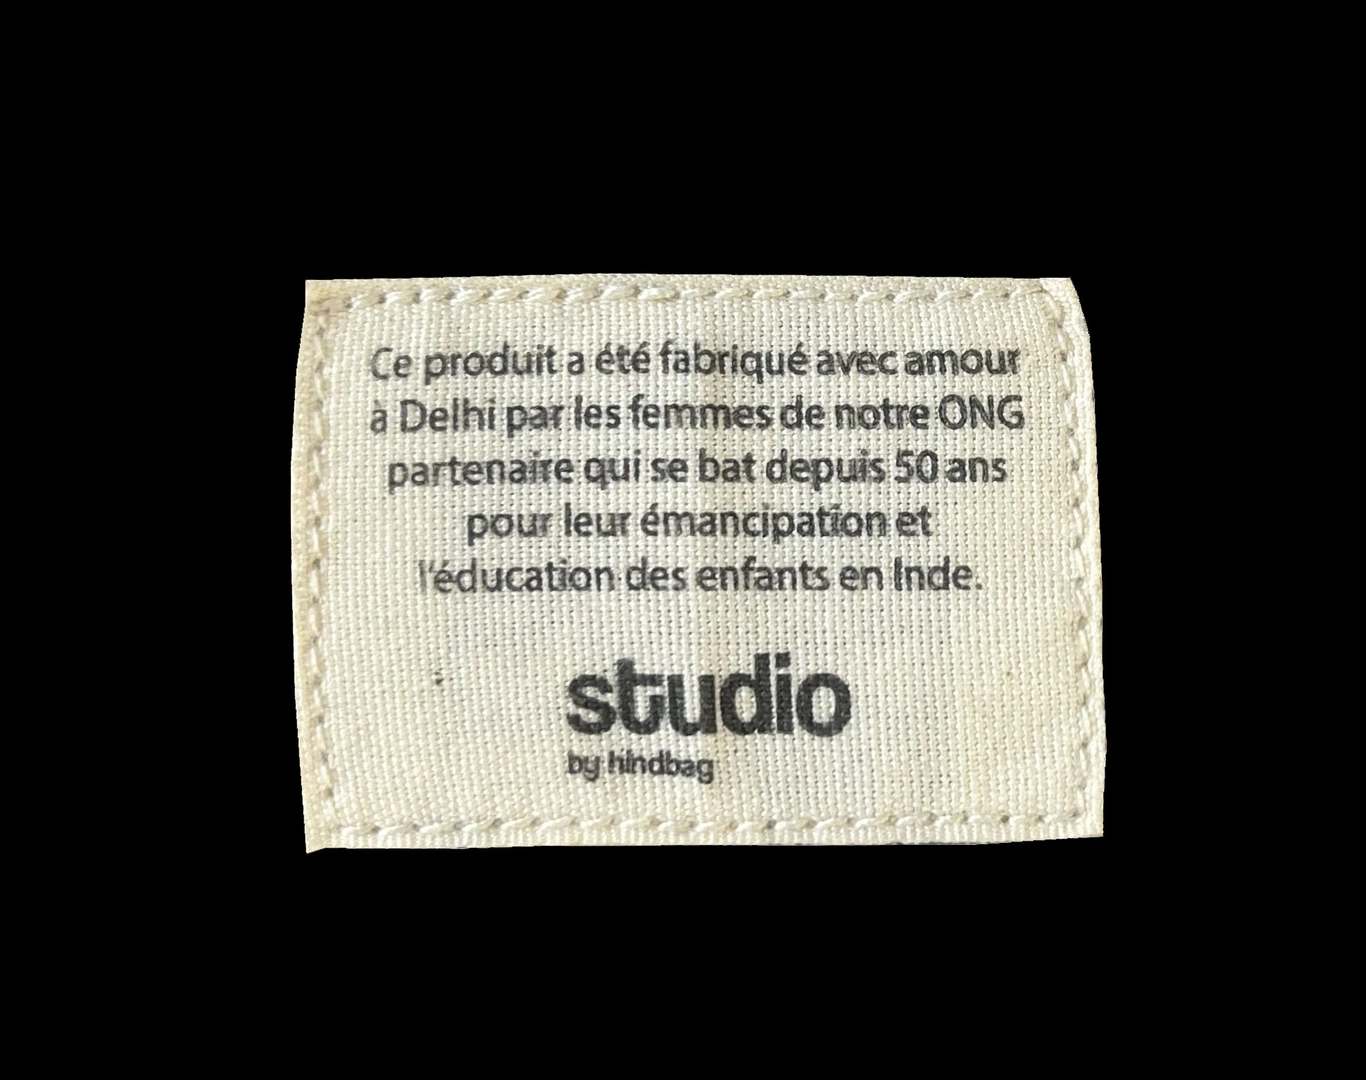 Ce produit a été fabriqué avec amour
à Delhi par les femmes de notre ONG
partenaire qui se bat depuis 50 ans
pour leur émancipation et
l'éducation des enfants en Inde.
studio
by hindbag